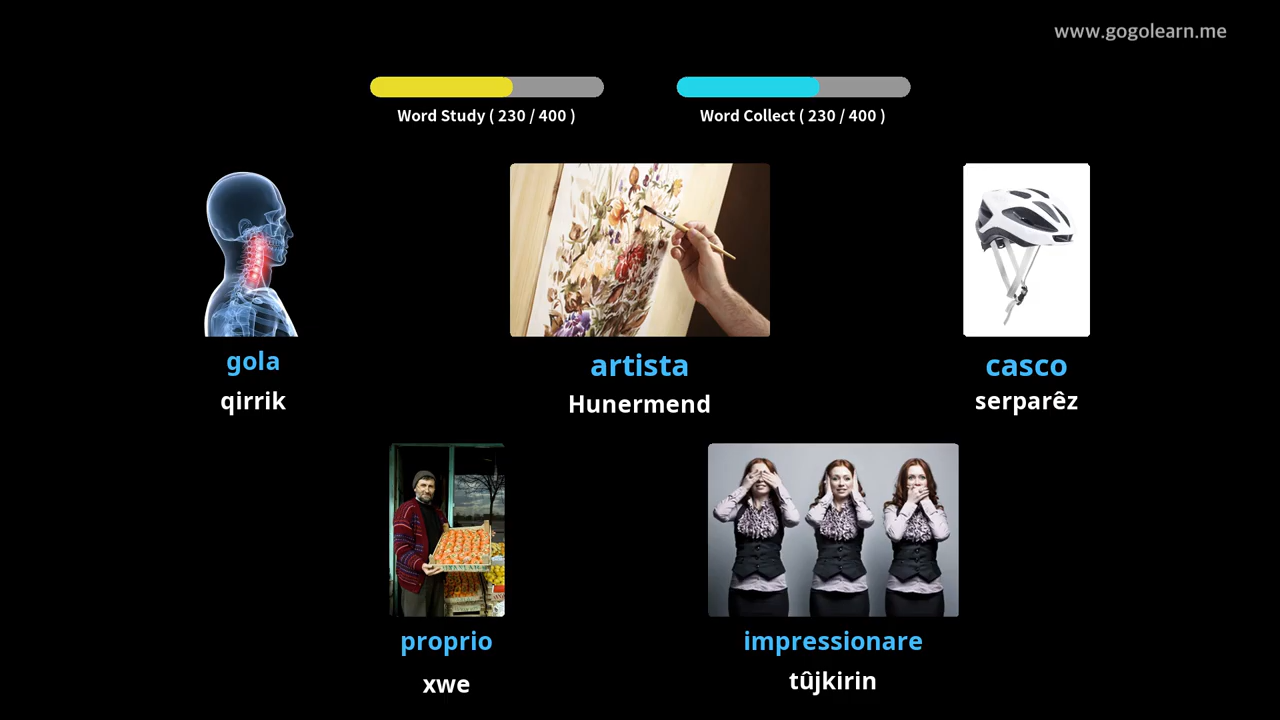 www.gogolearn.me
Word Study ( 230 / 400 )
Word Collect ( 230 / 400 )
gola
qirrik
artista
Hunermend
casco
serparêz
proprio
xwe
impressionare
tûjkirin